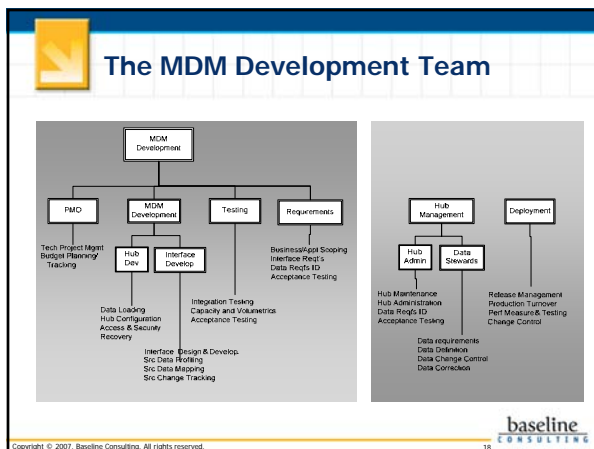 The MDM Development Team
MDM
Development
PMO
MDM
Development
Testing
Requirements
Tech Project Mgmt
Budget Planning/
Tracking
Hub
Dev
Interface
Develop
Business/Appl Scoping
Interface Req'ts
Data Req'ts ID
Acceptance Testing
Data Loading
Hub Configuration
Access & Security
Recovery
Integration Testing
Capacity and Volumetrics
Acceptance Testing
Interface Design & Develop.
Src Data Profiling
Src Data Mapping
Src Change Tracking
Hub
Management
Deployment
Hub
Admin
Data
Stewards
Hub Maintenance
Hub Administration
Data Req'ts ID
Acceptance Testing
Release Management
Production Turnover
Perf Measure & Testing
Change Control
Data requirements
Data Definition
Data Change Control
Data Correction
baseline
CONSULTING
Copyright © 2007, Baseline Consulting. All rights reserved.
18